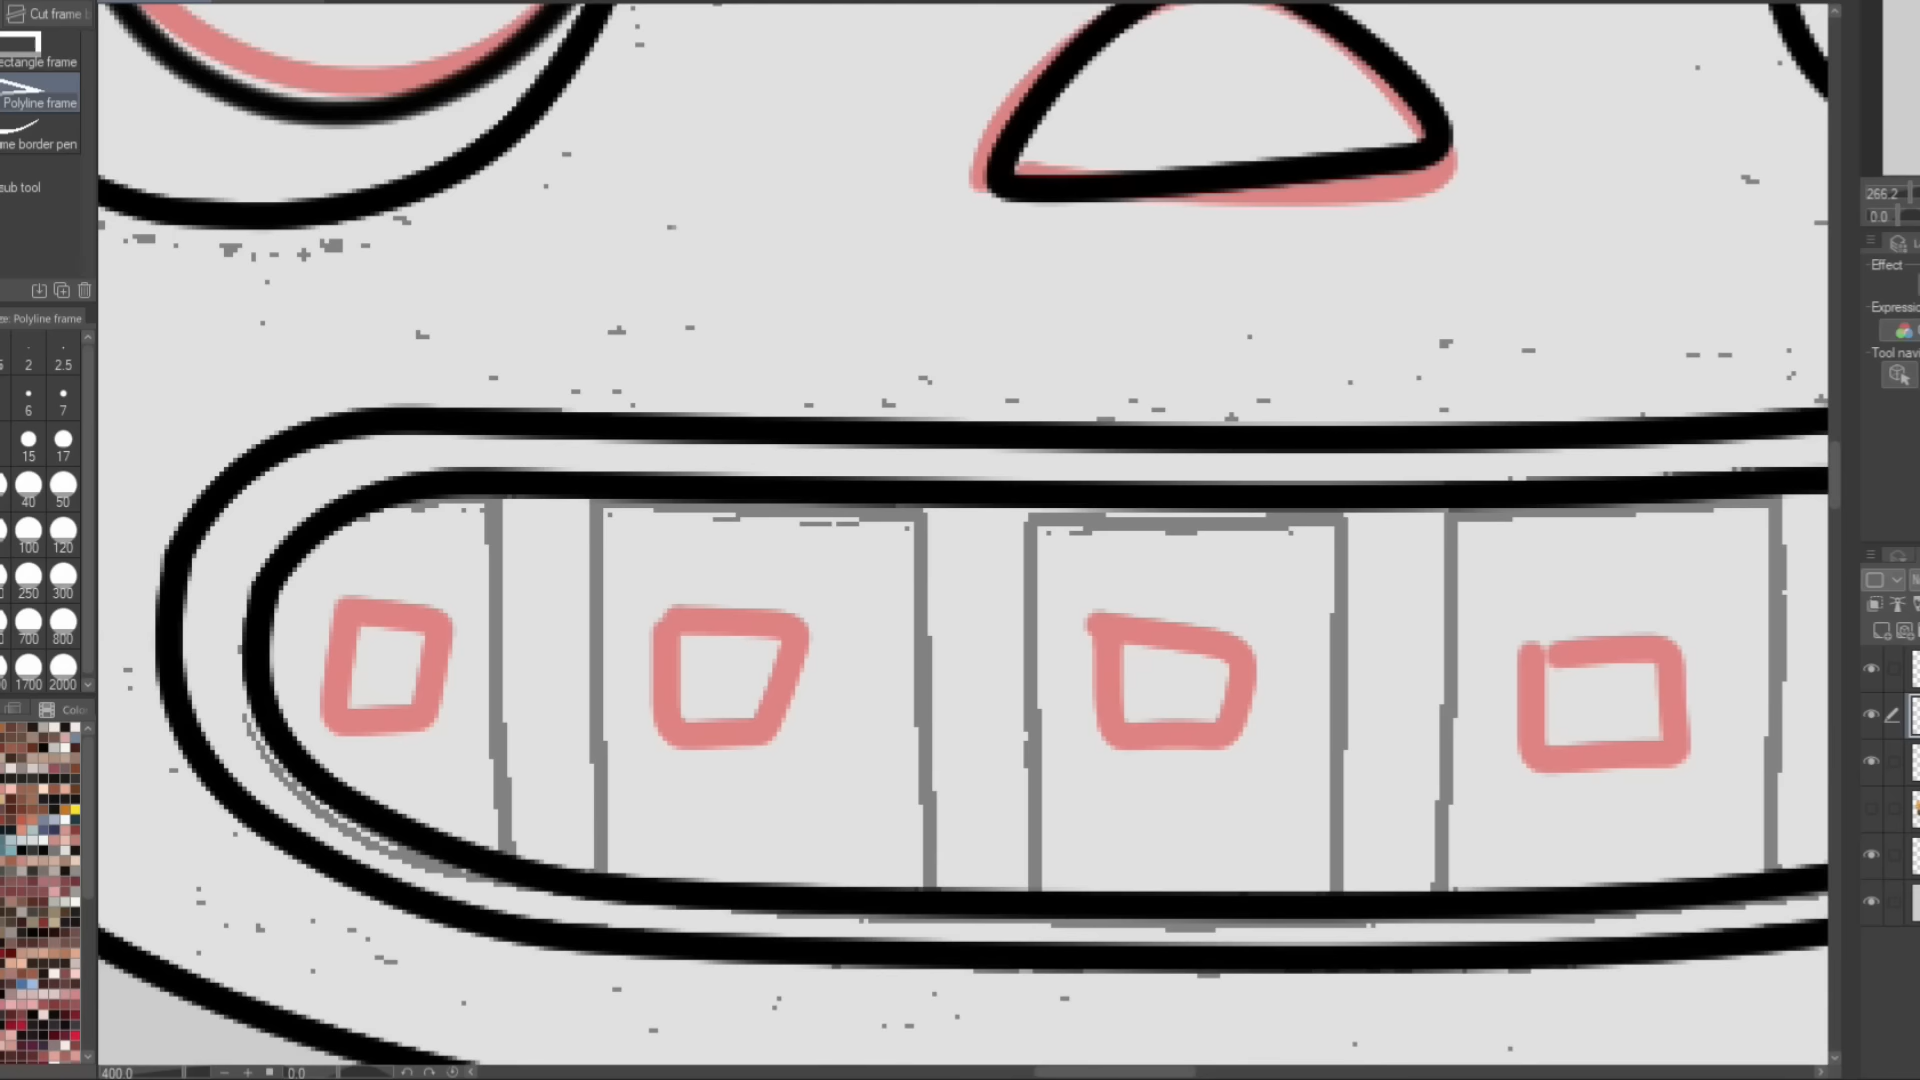 Cut frame
ectangle frame
Polyline frame
me border pen
sub tool
ze: Polyline frame
2 2.5
6 7
15 17
40 50
100 120
250 300
700 800
1700 2000
Colo
400.0 0.0
266.2
0.0
Effect
Expressio
Tool navi